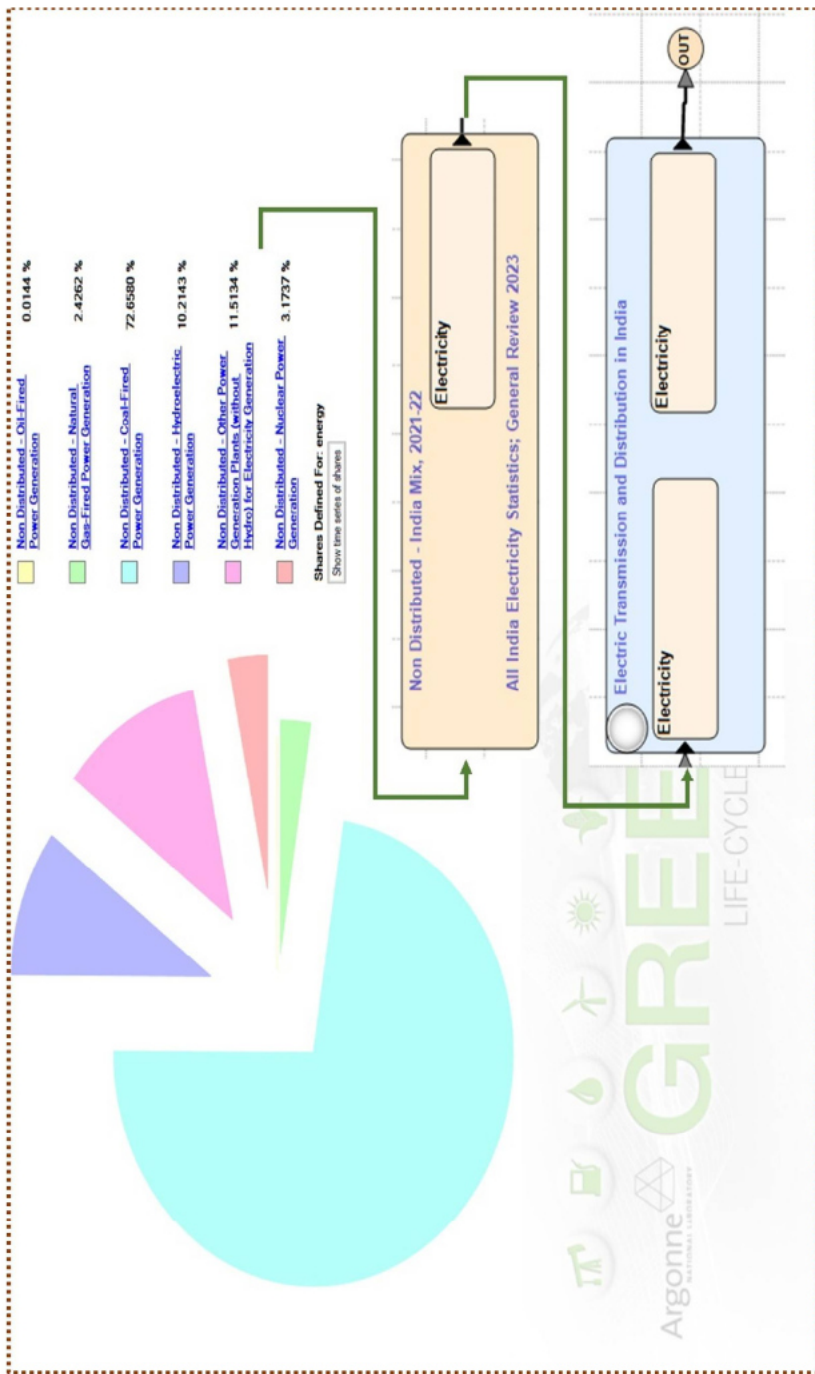 Non Distributed - Oil-Fired
Power Generation
0.0144 %
Non Distributed - Natural
Gas-Fired Power Generation
2.4262 %
Non Distributed - Coal-Fired
Power Generation
72.6580 %
Non Distributed - Hydroelectric
Power Generation
10.2143 %
Non Distributed - Other Power
Generation Plants (without
Hydro) for Electricity Generation
11.5134 %
Non Distributed - Nuclear Power
Generation
3.1737 %
Shares Defined For: energy
Show time series of shares
Non Distributed - India Mix, 2021-22
Electricity
All India Electricity Statistics; General Review 2023
Electric Transmission and Distribution in India
Electricity
Electricity
OUT
Argonne
NATIONAL LABORATORY
GREE
LIFE-CYCLE